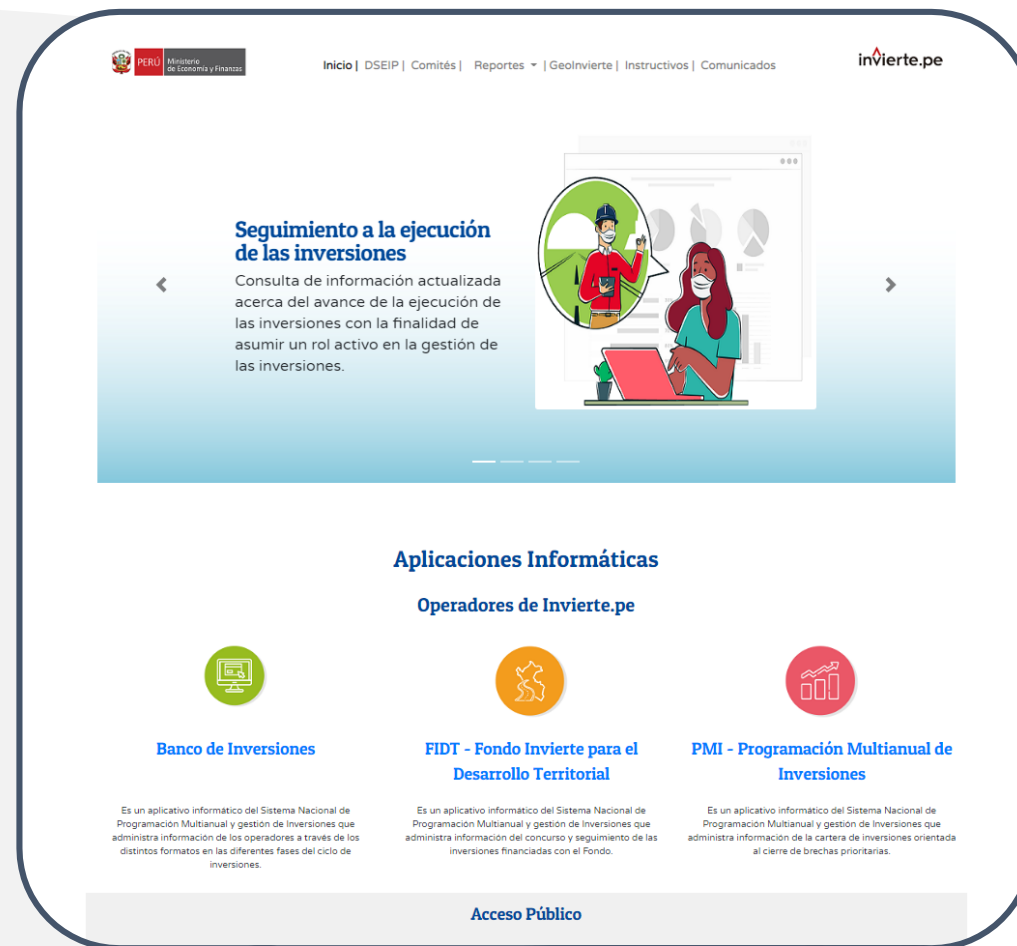 PERÚ
Ministerio
de Economía y Finanzas
Inicio | DSEIP | Comités | Reportes | GeoInvierte | Instructivos | Comunicados
invierte.pe
Seguimiento a la ejecución
de las inversiones
Consulta de información actualizada
acerca del avance de la ejecución de
las inversiones con la finalidad de
asumir un rol activo en la gestión de
las inversiones.
Aplicaciones Informáticas
Operadores de Invierte.pe
Banco de Inversiones
Es un aplicativo informático del Sistema Nacional de
Programación Multianual y gestión de Inversiones que
administra información de los operadores a través de los
distintos formatos en las diferentes fases del ciclo de
inversiones.
FIDT - Fondo Invierte para el
Desarrollo Territorial
Es un aplicativo informático del Sistema Nacional de
Programación Multianual y gestión de Inversiones que
administra información del concurso y seguimiento de las
inversiones financiadas con el Fondo.
PMI - Programación Multianual de
Inversiones
Es un aplicativo informático del Sistema Nacional de
Programación Multianual y gestión de Inversiones que
administra información de la cartera de inversiones orientada
al cierre de brechas prioritarias.
Acceso Público